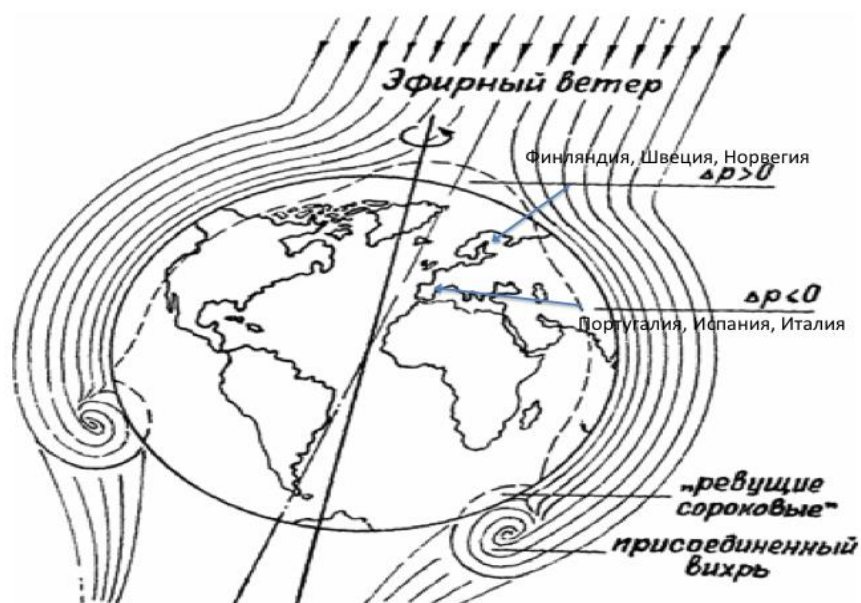 Эфирный ветер
Финляндия, Швеция, Норвегия
Δp>0
Δp<0
Португалия, Испания, Италия
„ревущие
сороковые"
присоединенный
вихрь